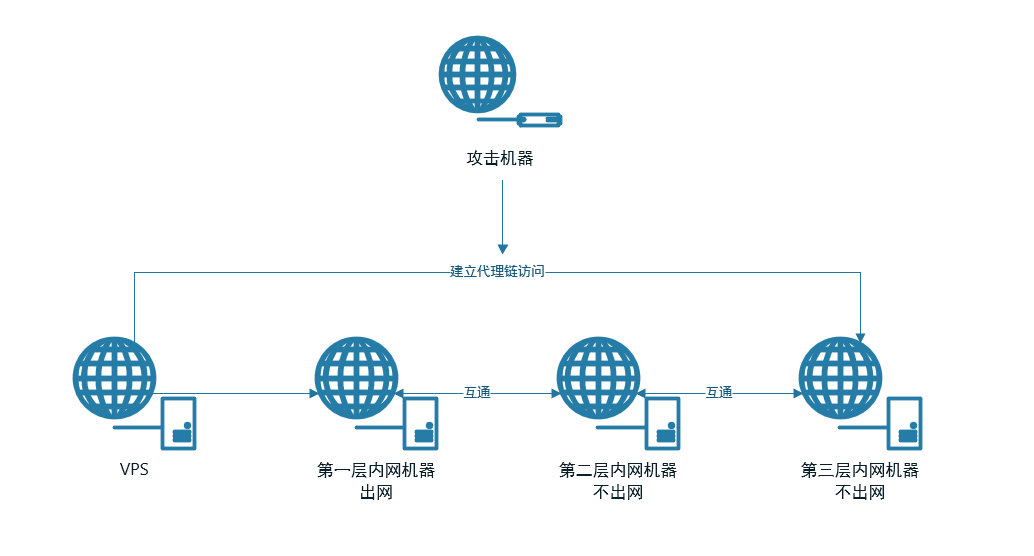 攻击机器
建立代理链访问
互通
互通
VPS
第一层内网机器
出网
第二层内网机器
不出网
第三层内网机器
不出网